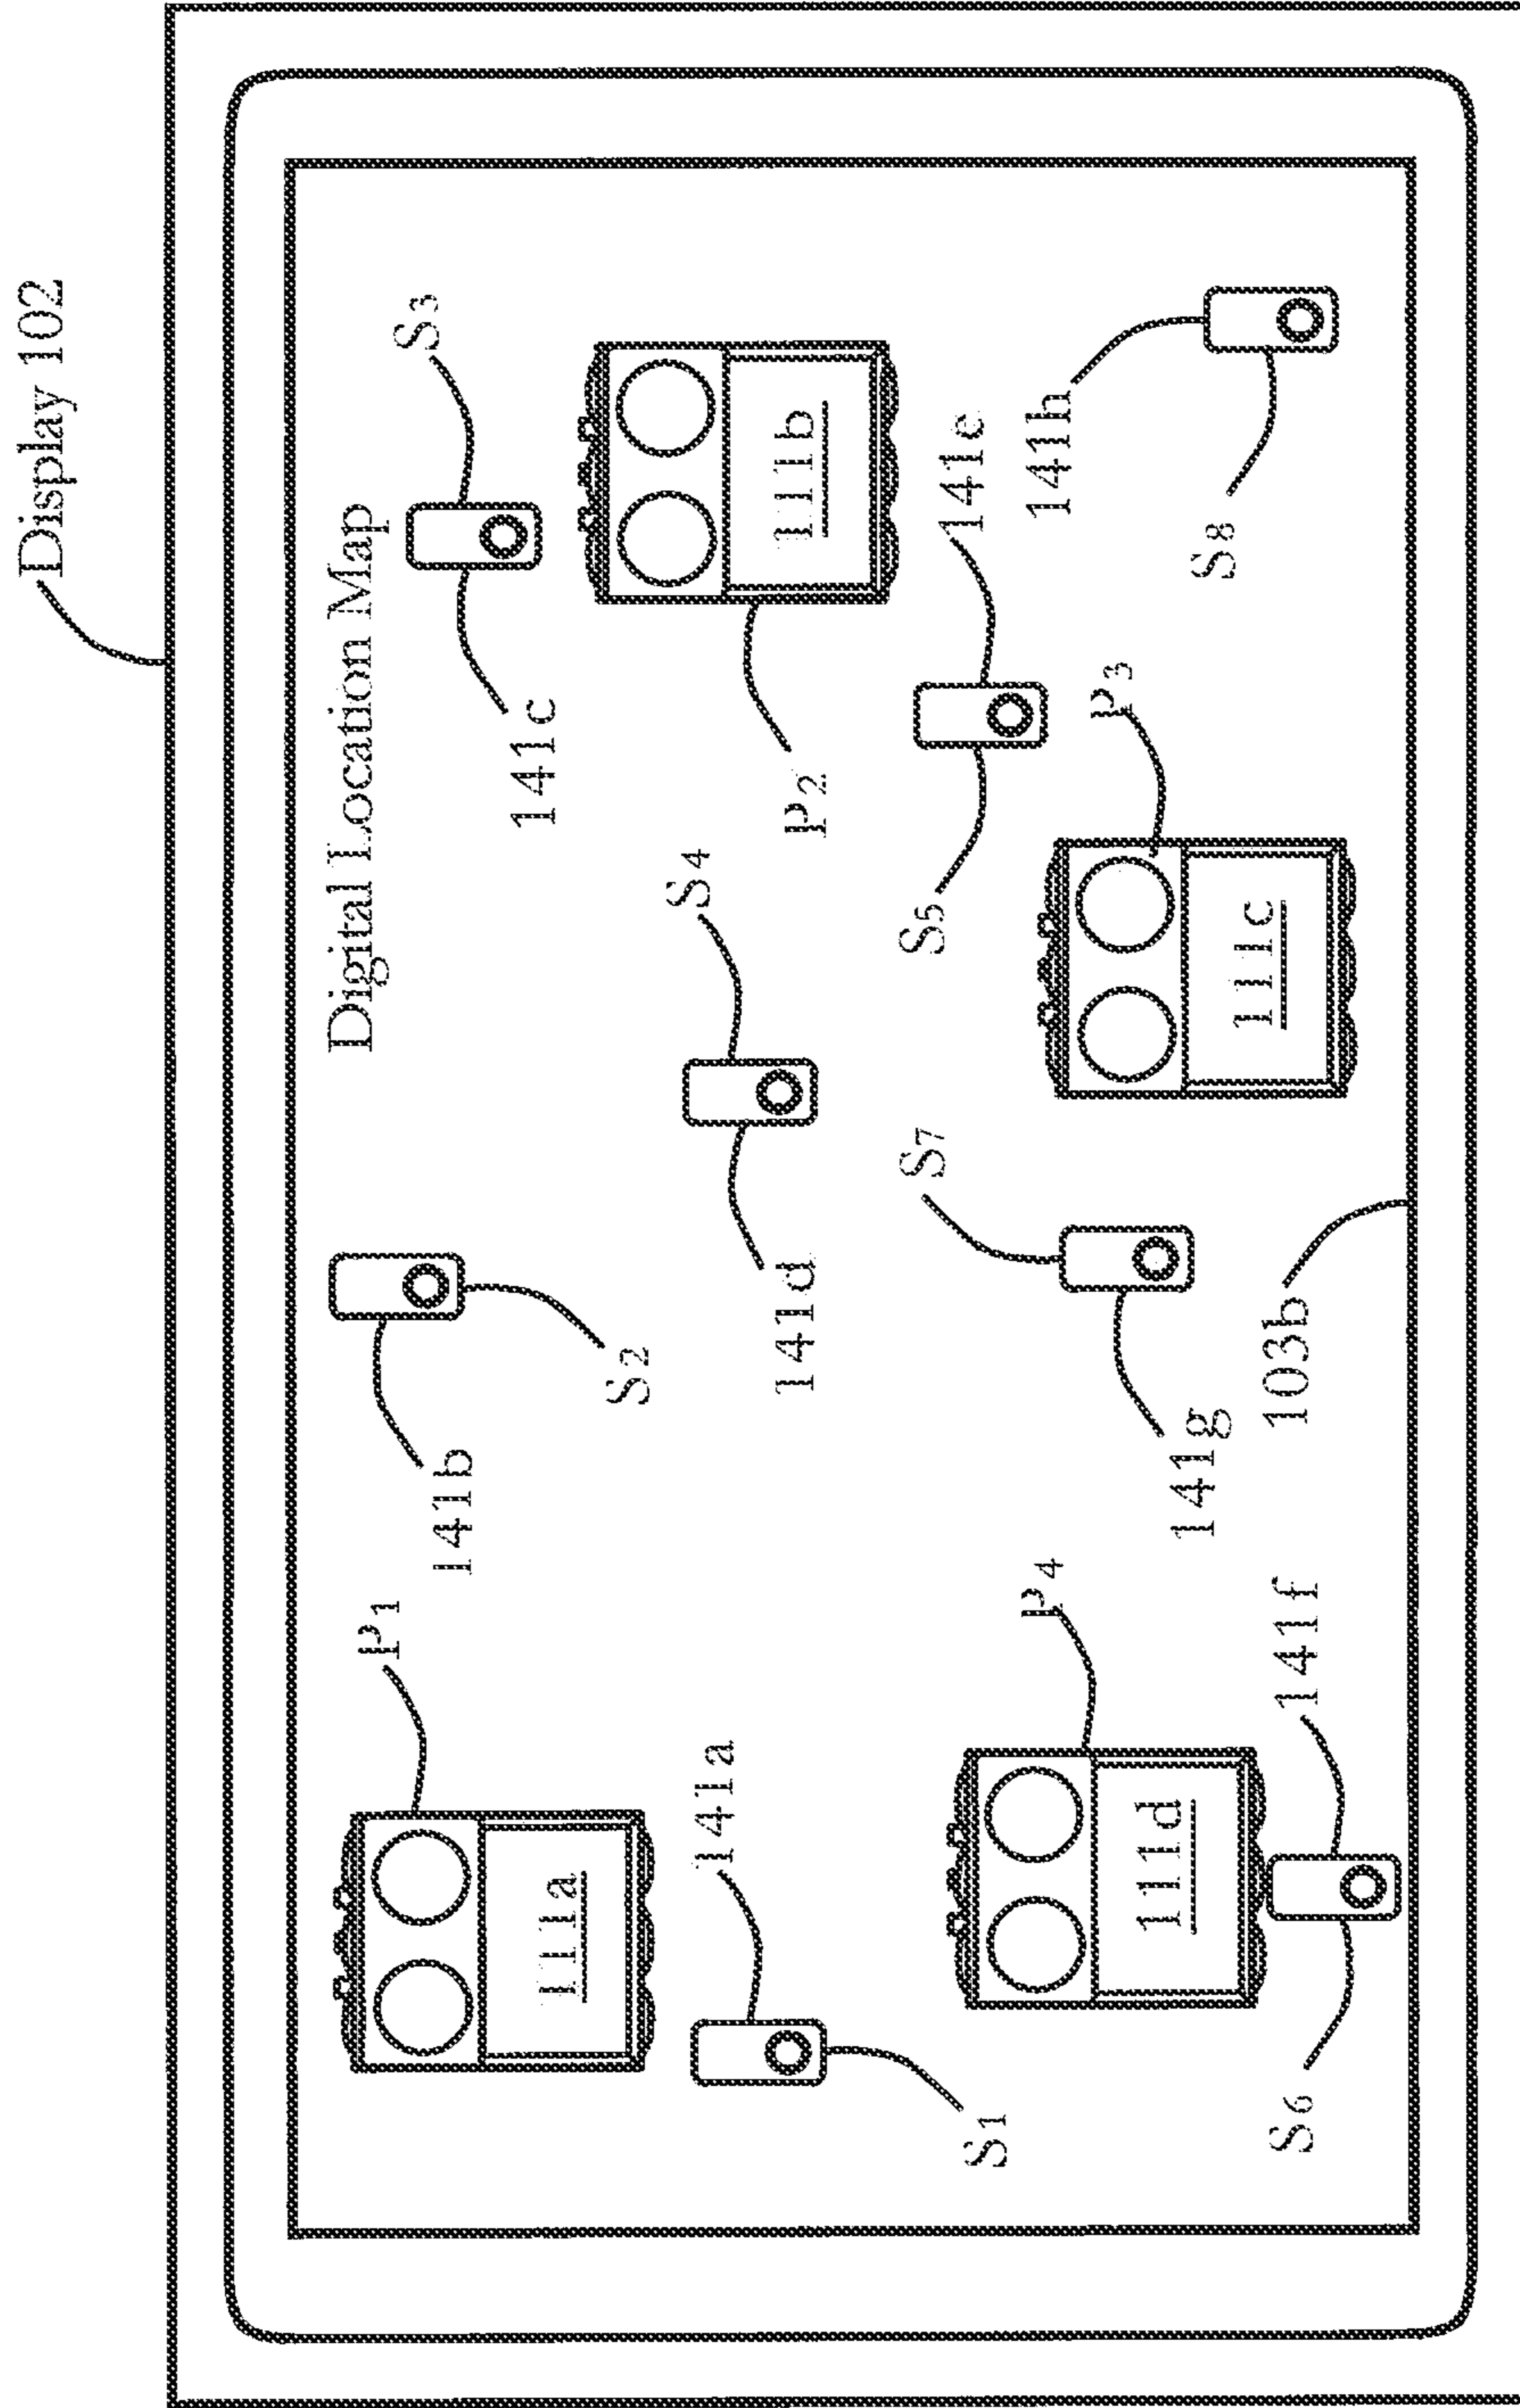 Display 102
Digital Location Map
P1
141b
S2
S3
141c
111a
141a
S1
S4
141d
P2
111b
P4
111d
S7
141g
S5
141e
P3
111c
141h
S8
S6
141f
103b